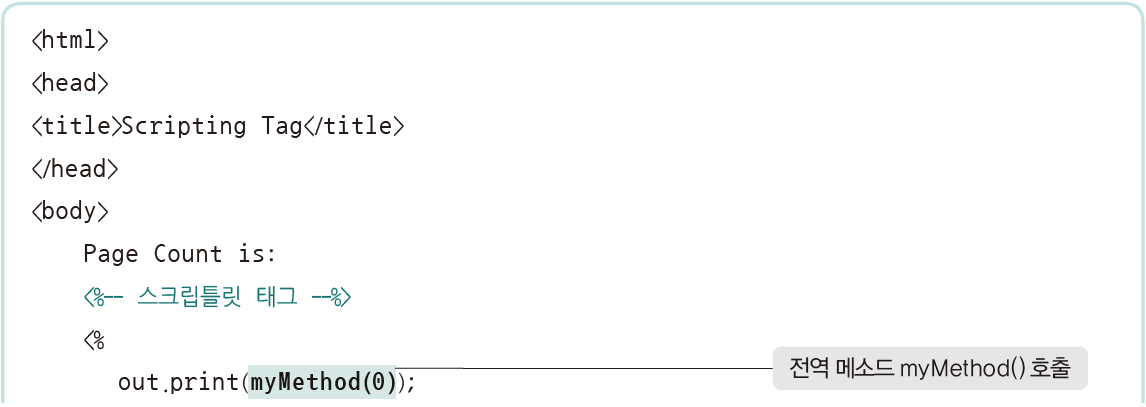 <html>
<head>
<title>Scripting Tag</title>
</head>
<body>
Page Count is:
<%-- 스크립틀릿 태그 --%>
<%
out.print(myMethod(0));
전역 메소드 myMethod() 호출